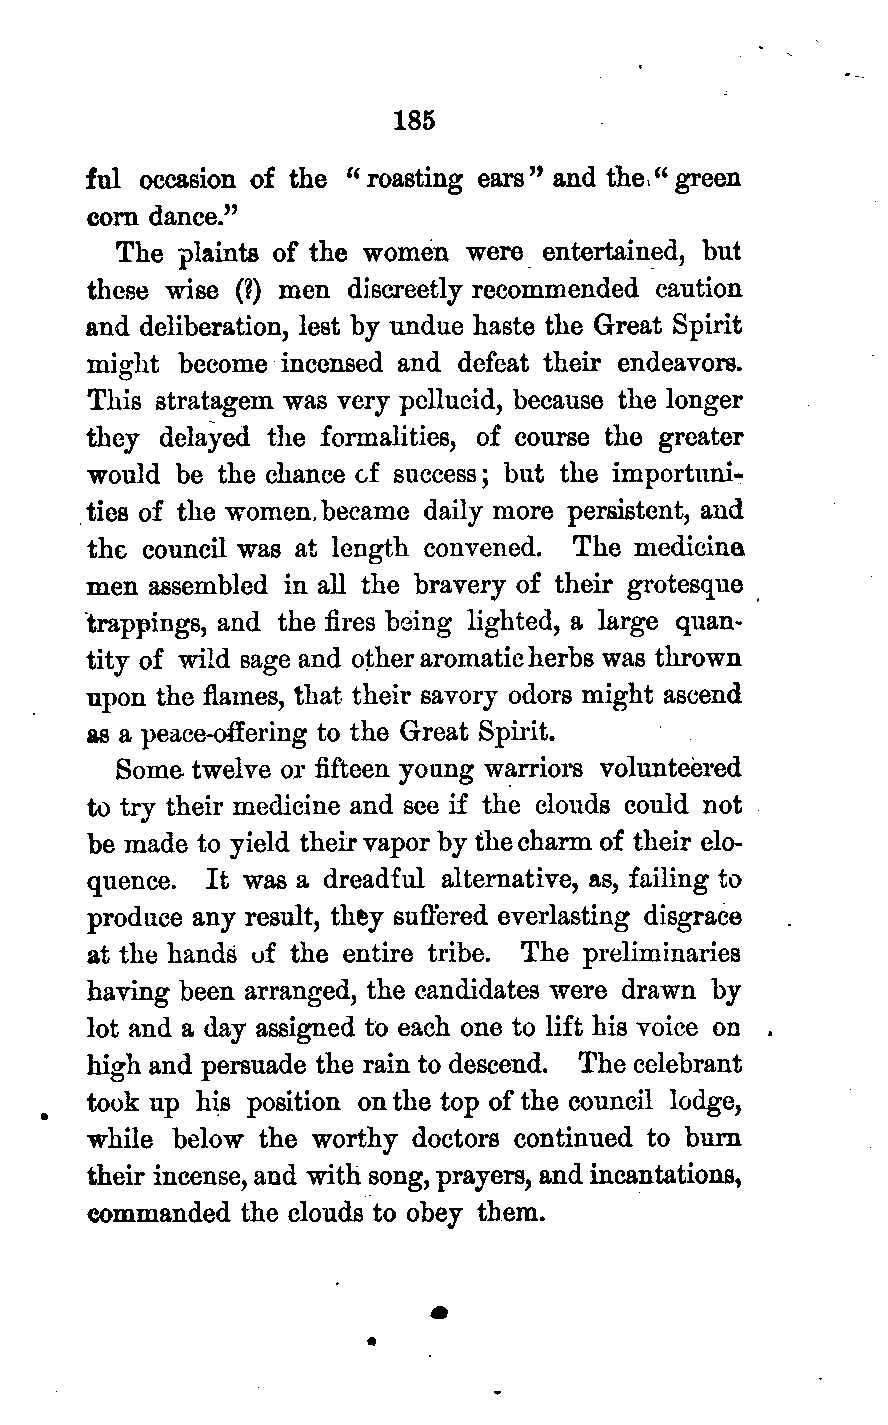 185
ful occasion of the "roasting ears" and the "green
corn dance."
The plaints of the women were entertained, but
these wise (?) men discreetly recommended caution
and deliberation, lest by undue haste the Great Spirit
might become incensed and defeat their endeavors.
This stratagem was very pellucid, because the longer
they delayed the formalities, of course the greater
would be the chance of success; but the importuni-
ties of the women became daily more persistent, and
the council was at length convened. The medicine
men assembled in all the bravery of their grotesque
trappings, and the fires being lighted, a large quan-
tity of wild sage and other aromatic herbs was thrown
upon the flames, that their savory odors might ascend
as a peace-offering to the Great Spirit.
Some twelve or fifteen young warriors volunteered
to try their medicine and see if the clouds could not
be made to yield their vapor by the charm of their elo-
quence. It was a dreadful alternative, as, failing to
produce any result, they suffered everlasting disgrace
at the hands of the entire tribe. The preliminaries
having been arranged, the candidates were drawn by
lot and a day assigned to each one to lift his voice on
high and persuade the rain to descend. The celebrant
took up his position on the top of the council lodge,
while below the worthy doctors continued to burn
their incense, and with song, prayers, and incantations,
commanded the clouds to obey them.